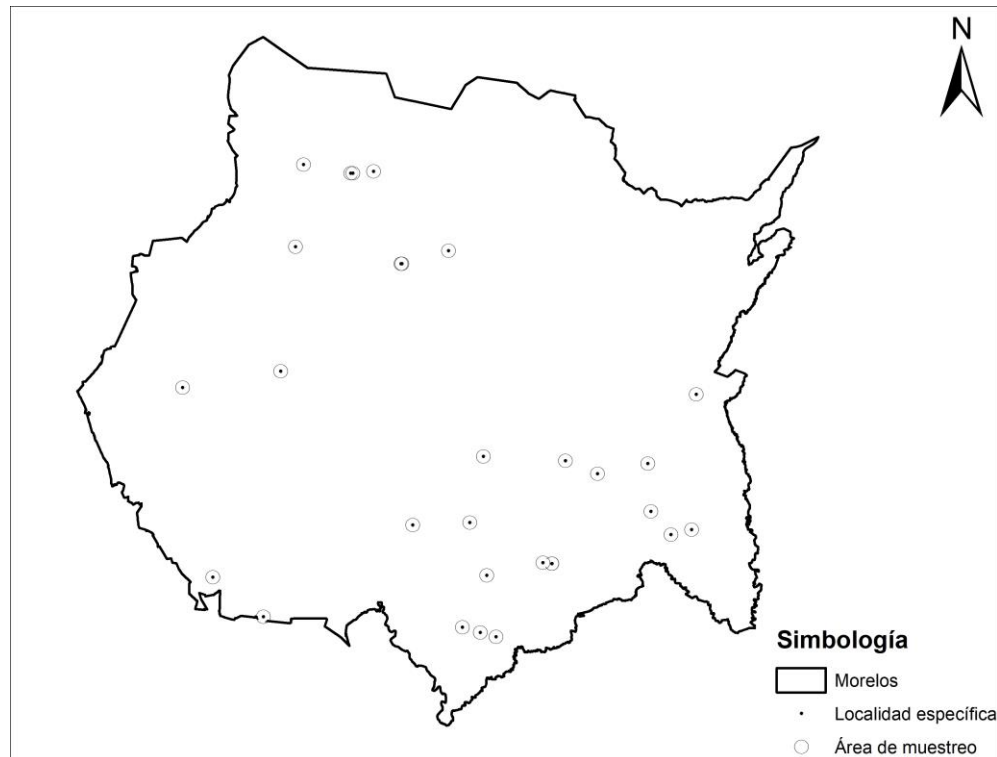 N
Simbología
Morelos
Localidad específica
Área de muestreo